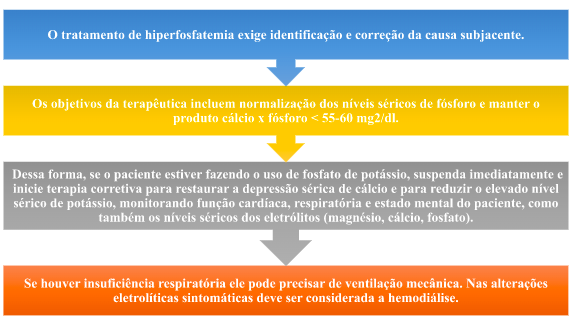 O tratamento de hiperfosfatemia exige identificação e correção da causa subjacente.
Os objetivos da terapêutica incluem normalização dos níveis séricos de fósforo e manter o
produto cálcio x fósforo < 55-60 mg2/dl.
Dessa forma, se o paciente estiver fazendo o uso de fosfato de potássio, suspenda imediatamente e
inicie terapia corretiva para restaurar a depressão sérica de cálcio e para reduzir o elevado nível
sérico de potássio, monitorando função cardíaca, respiratória e estado mental do paciente, como
também os níveis séricos dos eletrólitos (magnésio, cálcio, fosfato).
Se houver insuficiência respiratória ele pode precisar de ventilação mecânica. Nas alterações
eletrolíticas sintomáticas deve ser considerada a hemodiálise.